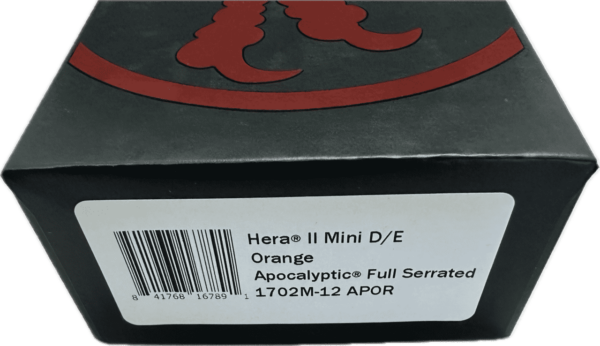 Hera® II Mini D/E
Orange
Apocalyptic® Full Serrated
1702M-12 APOR
8 41768 16789 1